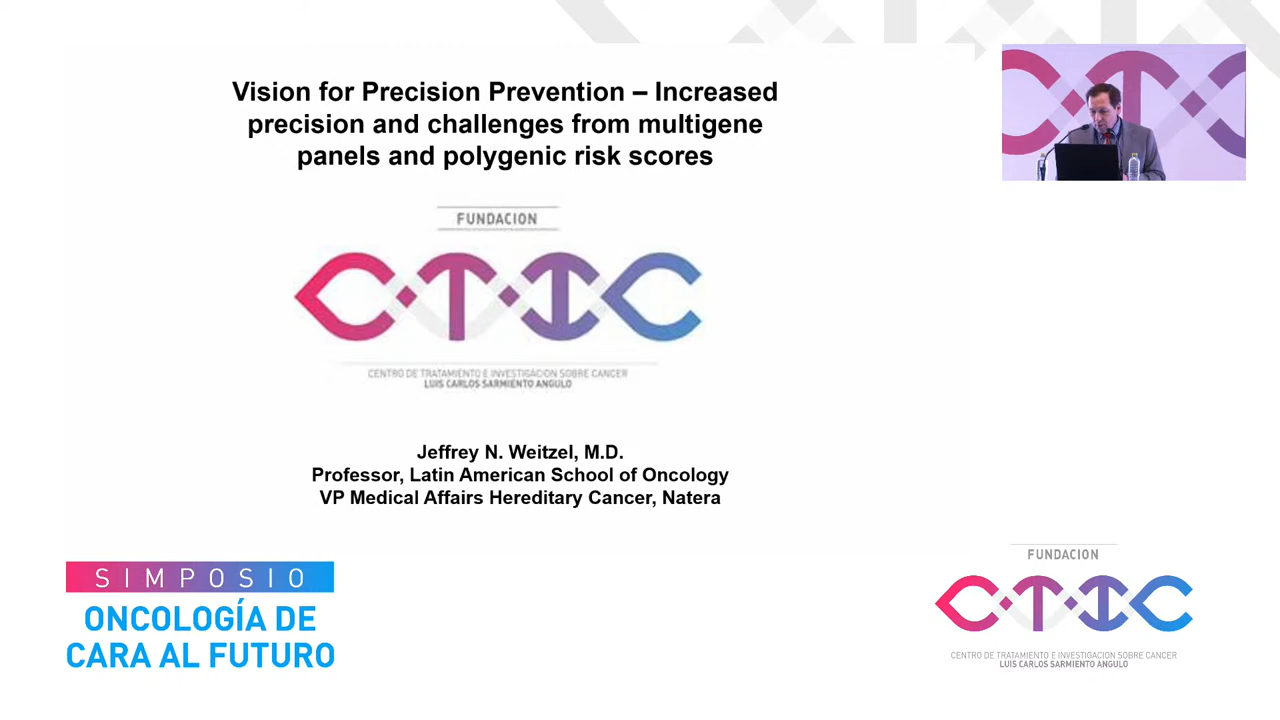 Vision for Precision Prevention – Increased
precision and challenges from multigene
panels and polygenic risk scores
FUNDACION
CTIC
CENTRO DE TRATAMIENTO E INVESTIGACION SOBRE CANCER
LUIS CARLOS SARMIENTO ANGULO
Jeffrey N. Weitzel, M.D.
Professor, Latin American School of Oncology
VP Medical Affairs Hereditary Cancer, Natera
SIMPOSIO
ONCOLOGÍA DE
CARA AL FUTURO
FUNDACION
CTIC
CENTRO DE TRATAMIENTO E INVESTIGACION SOBRE CANCER
LUIS CARLOS SARMIENTO ANGULO